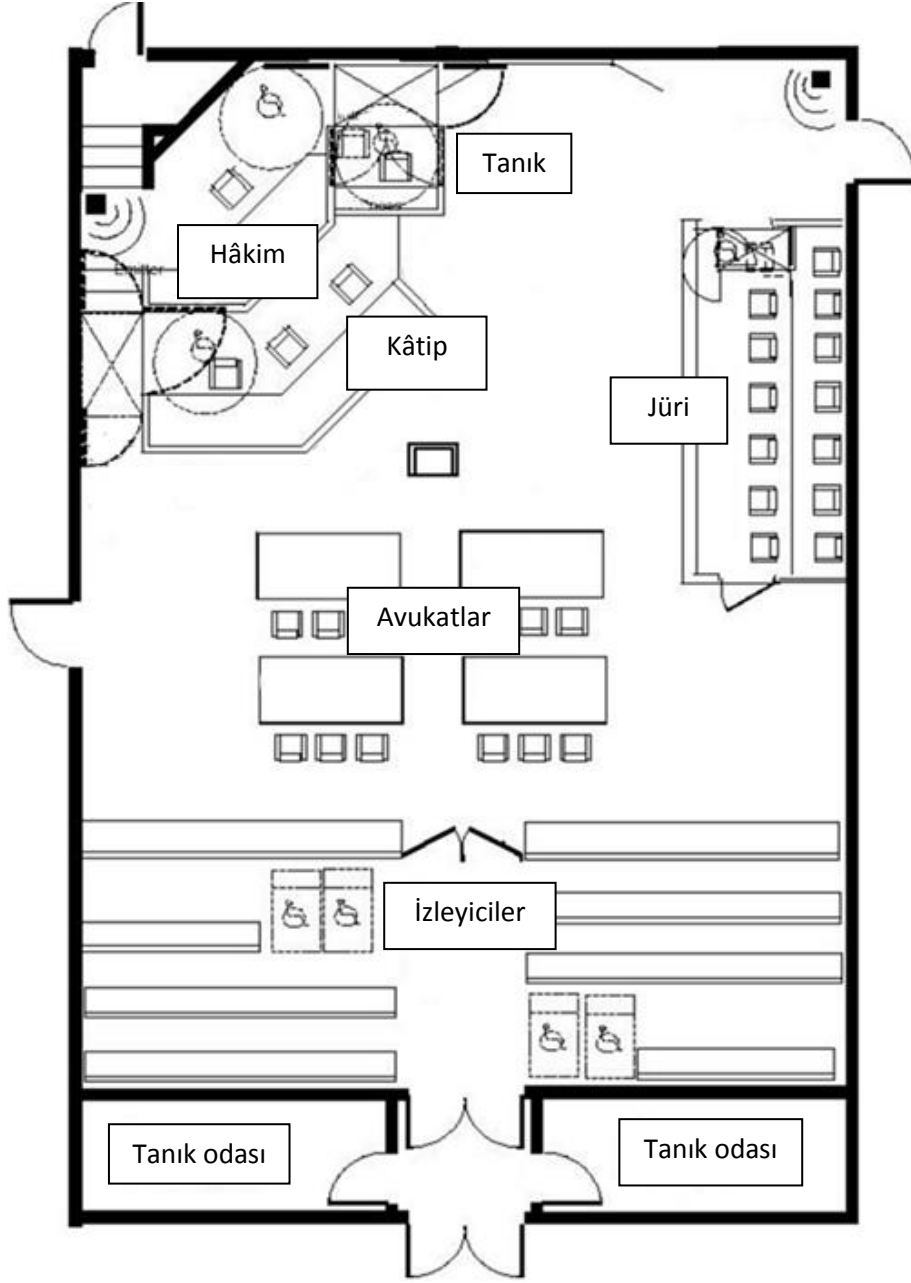 Tanık
Hâkim
Kâtip
Jüri
Avukatlar
İzleyiciler
Tanık odası
Tanık odası